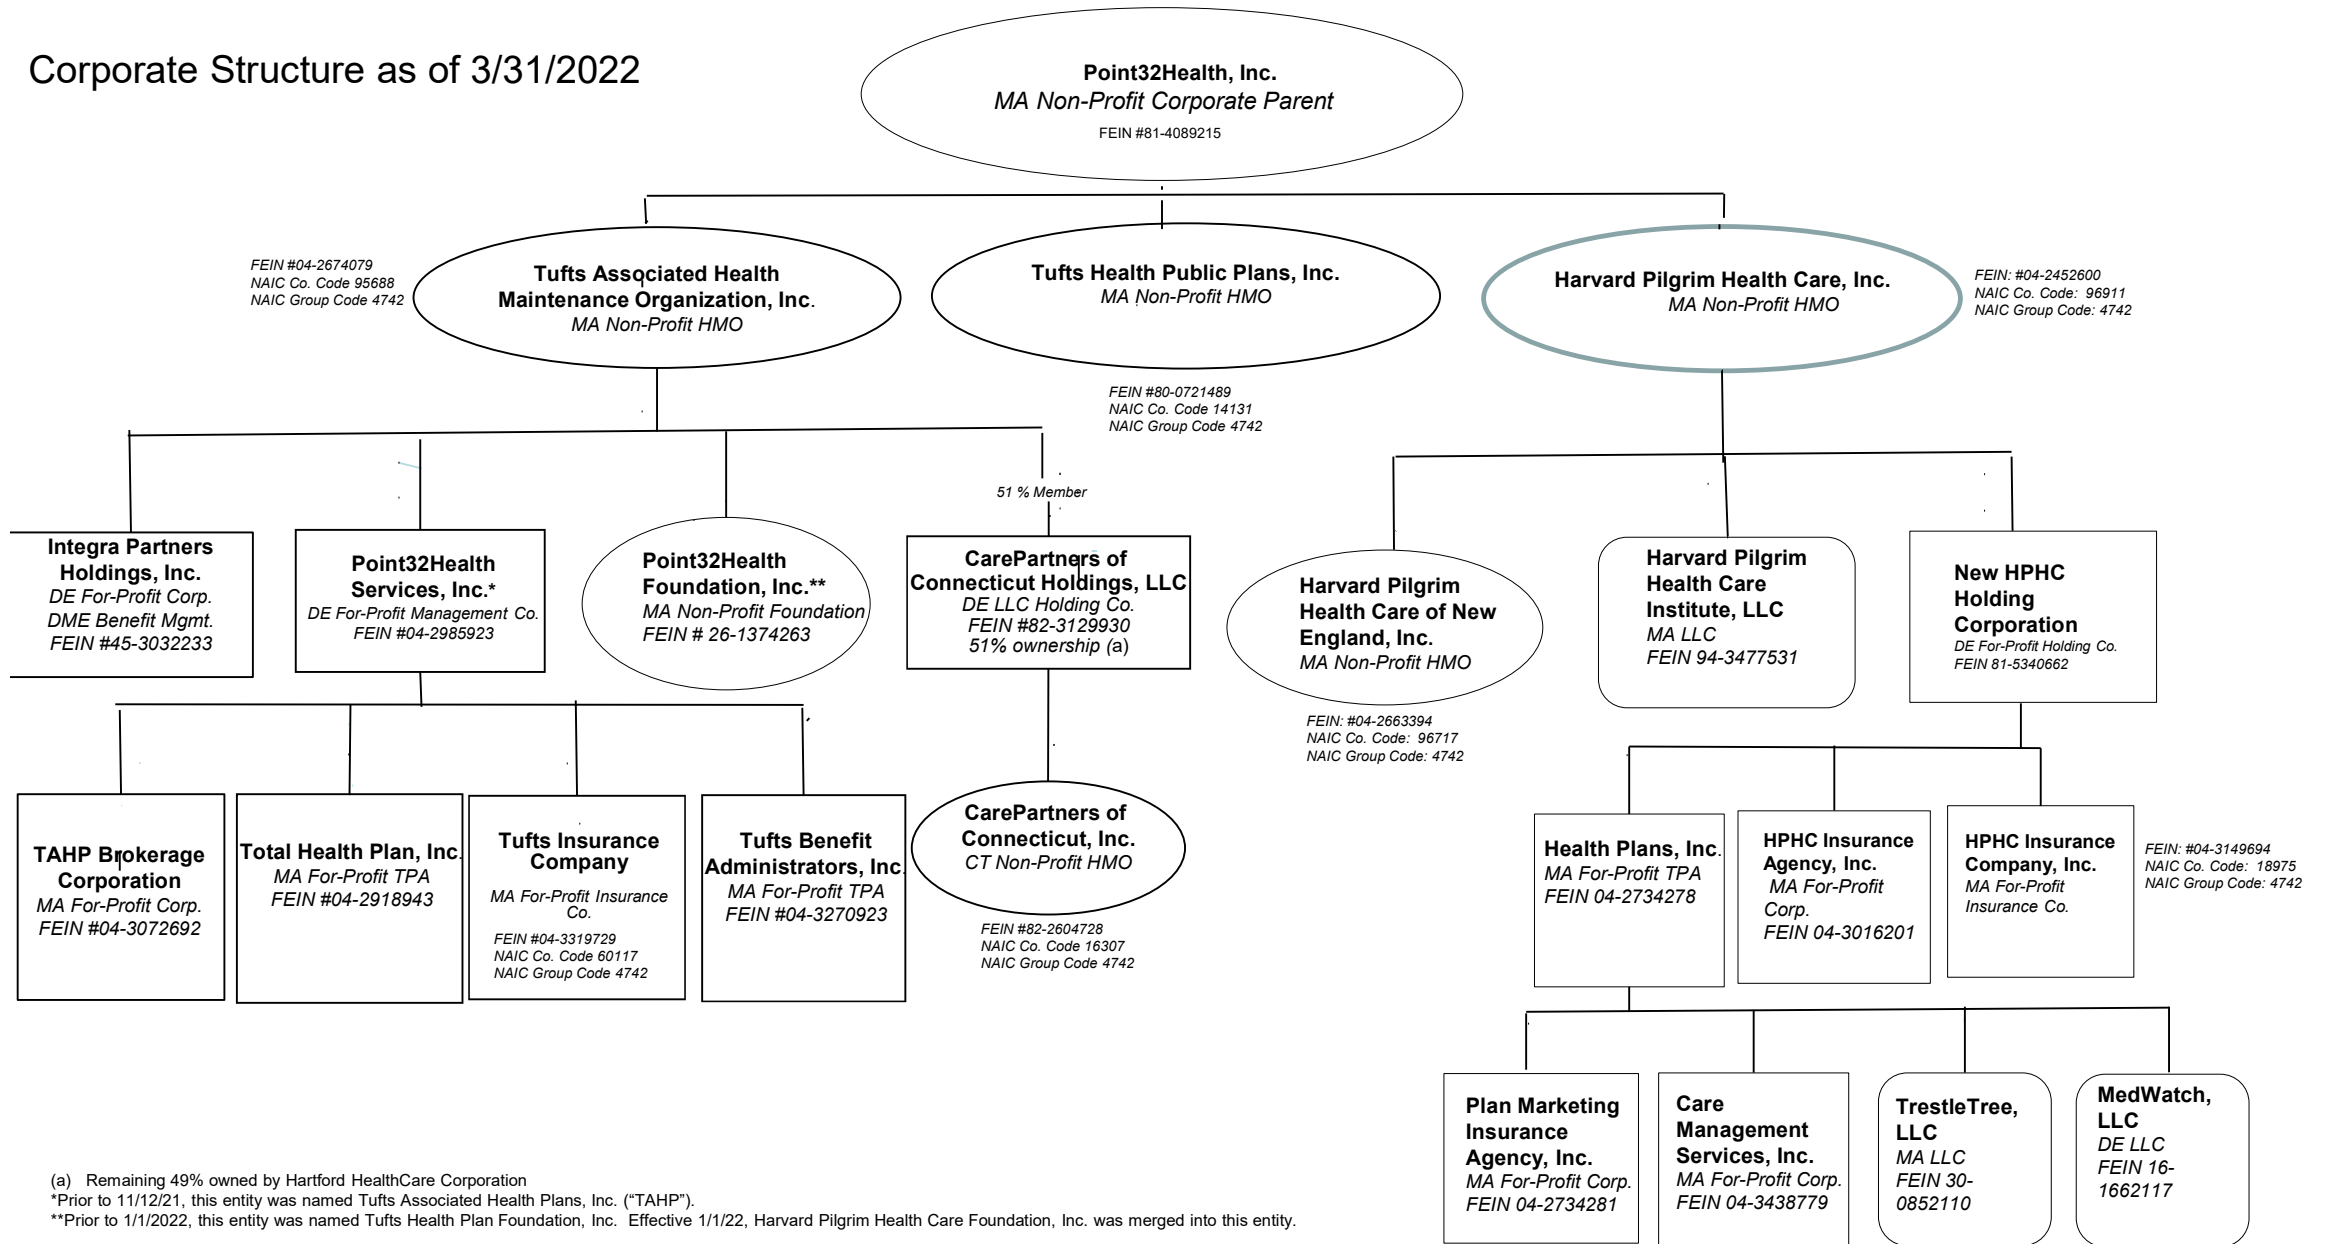 Corporate Structure as of 3/31/2022
Point32Health, Inc.
MA Non-Profit Corporate Parent
FEIN #81-4089215
FEIN #04-2674079
NAIC Co. Code 95688
NAIC Group Code 4742
Tufts Associated Health
Maintenance Organization, Inc.
MA Non-Profit HMO
Tufts Health Public Plans, Inc.
MA Non-Profit HMO
FEIN #80-0721489
NAIC Co. Code 14131
NAIC Group Code 4742
Harvard Pilgrim Health Care, Inc.
MA Non-Profit HMO
FEIN: #04-2452600
NAIC Co. Code: 96911
NAIC Group Code: 4742
Integra Partners
Holdings, Inc.
DE For-Profit Corp.
DME Benefit Mgmt.
FEIN #45-3032233
Point32Health
Services, Inc.*
DE For-Profit Management Co.
FEIN #04-2985923
Point32Health
Foundation, Inc.**
MA Non-Profit Foundation
FEIN # 26-1374263
51 % Member
CarePartners of
Connecticut Holdings, LLC
DE LLC Holding Co.
FEIN #82-3129930
51% ownership (a)
Harvard Pilgrim
Health Care of New
England, Inc.
MA Non-Profit HMO
FEIN: #04-2663394
NAIC Co. Code: 96717
NAIC Group Code: 4742
Harvard Pilgrim
Health Care
Institute, LLC
MA LLC
FEIN 94-3477531
New HPHC
Holding
Corporation
DE For-Profit Holding Co.
FEIN 81-5340662
TAHP Brokerage
Corporation
MA For-Profit Corp.
FEIN #04-3072692
Total Health Plan, Inc.
MA For-Profit TPA
FEIN #04-2918943
Tufts Insurance
Company
MA For-Profit Insurance
Co.
FEIN #04-3319729
NAIC Co. Code 60117
NAIC Group Code 4742
Tufts Benefit
Administrators, Inc.
MA For-Profit TPA
FEIN #04-3270923
CarePartners of
Connecticut, Inc.
CT Non-Profit HMO
FEIN #82-2604728
NAIC Co. Code 16307
NAIC Group Code 4742
Health Plans, Inc.
MA For-Profit TPA
FEIN 04-2734278
HPHC Insurance
Agency, Inc.
MA For-Profit
Corp.
FEIN 04-3016201
HPHC Insurance
Company, Inc.
MA For-Profit
Insurance Co.
FEIN: #04-3149694
NAIC Co. Code: 18975
NAIC Group Code: 4742
Plan Marketing
Insurance
Agency, Inc.
MA For-Profit Corp.
FEIN 04-2734281
Care
Management
Services, Inc.
MA For-Profit Corp.
FEIN 04-3438779
TrestleTree,
LLC
MA LLC
FEIN 30-
0852110
MedWatch,
LLC
DE LLC
FEIN 16-
1662117
(a) Remaining 49% owned by Hartford HealthCare Corporation
*Prior to 11/12/21, this entity was named Tufts Associated Health Plans, Inc. (“TAHP”).
**Prior to 1/1/2022, this entity was named Tufts Health Plan Foundation, Inc. Effective 1/1/22, Harvard Pilgrim Health Care Foundation, Inc. was merged into this entity.